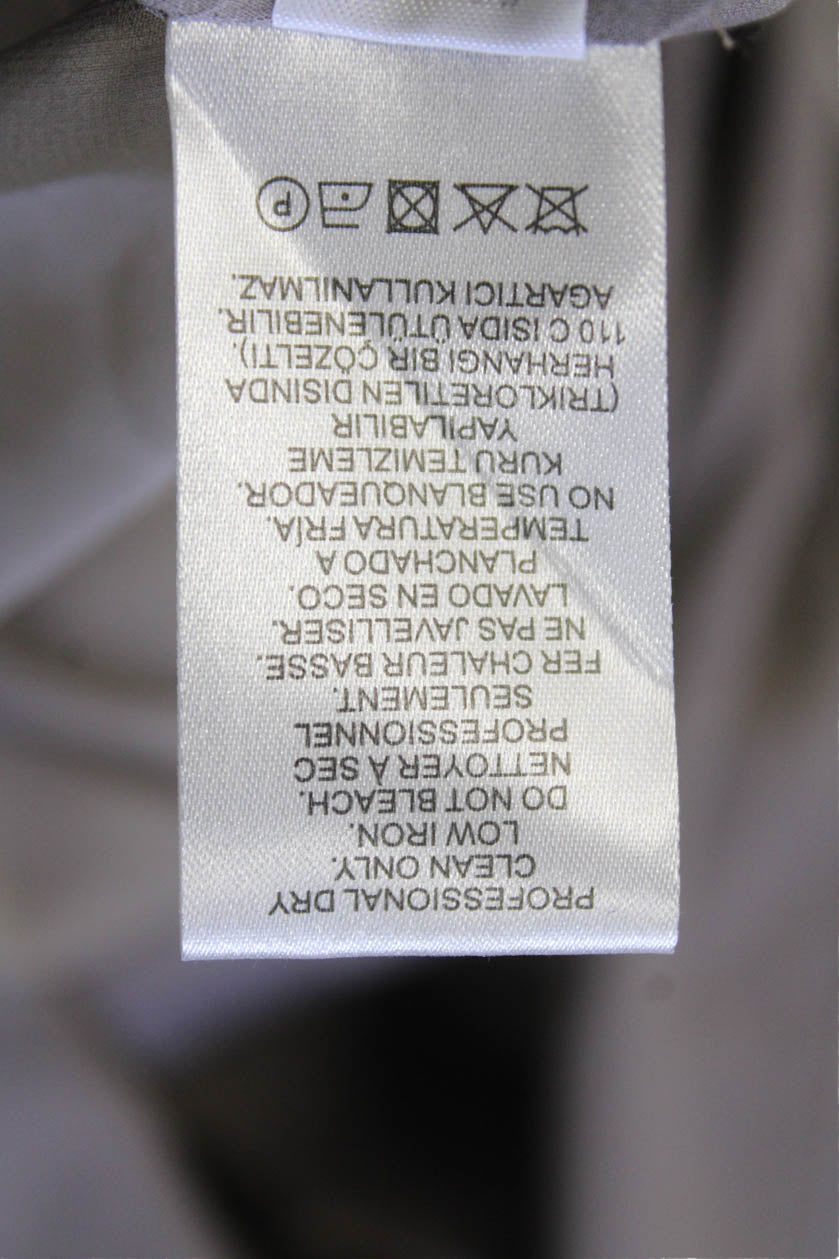 PROFESSIONAL DRY
CLEAN ONLY.
LOW IRON.
DO NOT BLEACH.
NETTOYER À SEC
PROFESSIONNEL
SEULEMENT.
FER CHALEUR BASSE.
NE PAS JAVELLISER.
LAVADO EN SECO.
PLANCHADO A
TEMPERATURA FRÍA.
NO USE BLANQUEADOR.
KURU TEMIZLEME
YAPILABILIR
(TRIKLORETILEN DISINDA
HERHANGI BIR ÇÖZELTI).
110 C ISIDA ÜTÜLENEBILIR.
AGARTICI KULLANILMAZ.
P